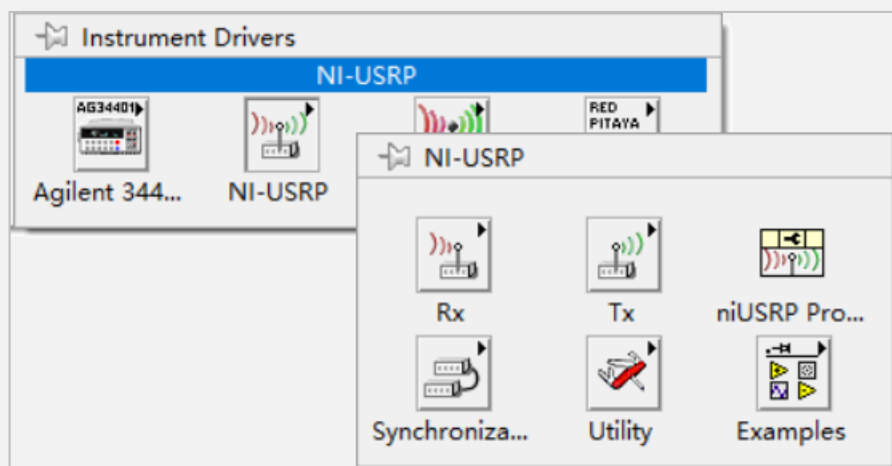 Instrument Drivers
NI-USRP
AG34401
RED
PITAYA
Agilent 344...
NI-USRP
NI-USRP
Rx
Tx
niUSRP Pro...
Synchroniza...
Utility
Examples